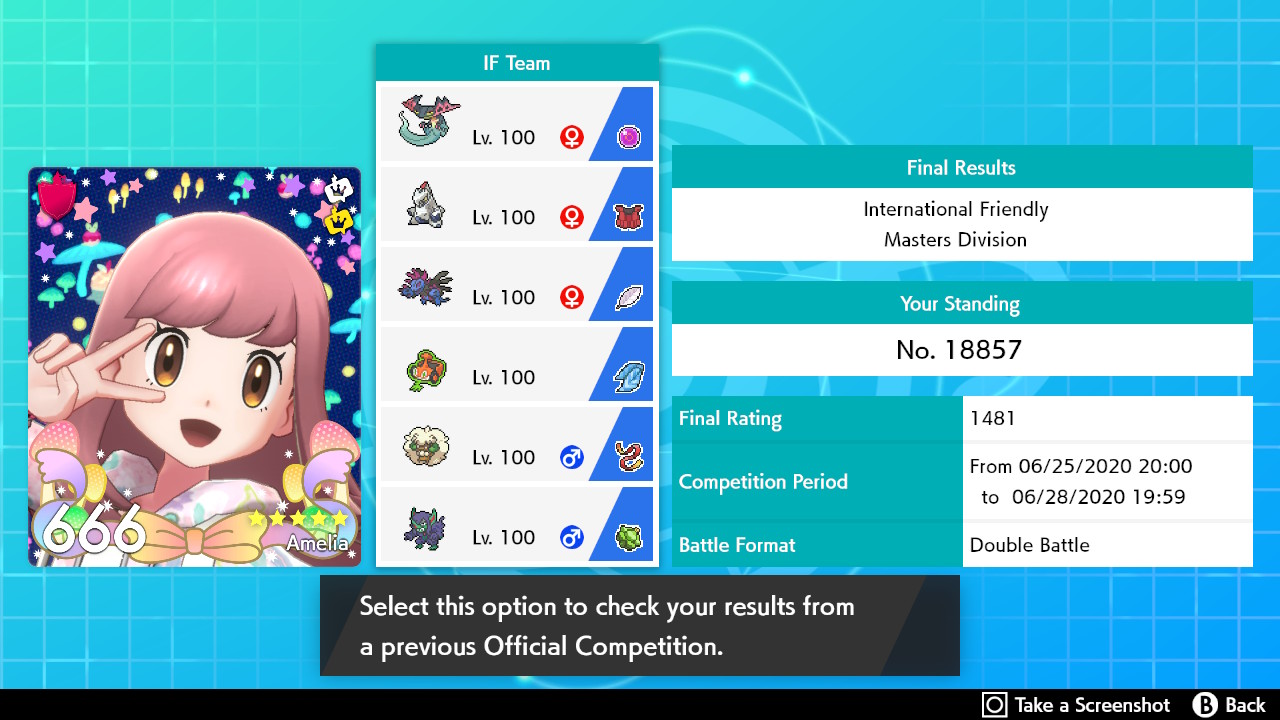 IF Team
Lv. 100
Lv. 100
Lv. 100
Lv. 100
Lv. 100
Lv. 100
666
Amelia
Final Results
International Friendly
Masters Division
Your Standing
No. 18857
Final Rating
1481
Competition Period
From 06/25/2020 20:00
to 06/28/2020 19:59
Battle Format
Double Battle
Select this option to check your results from
a previous Official Competition.
Take a Screenshot
B Back